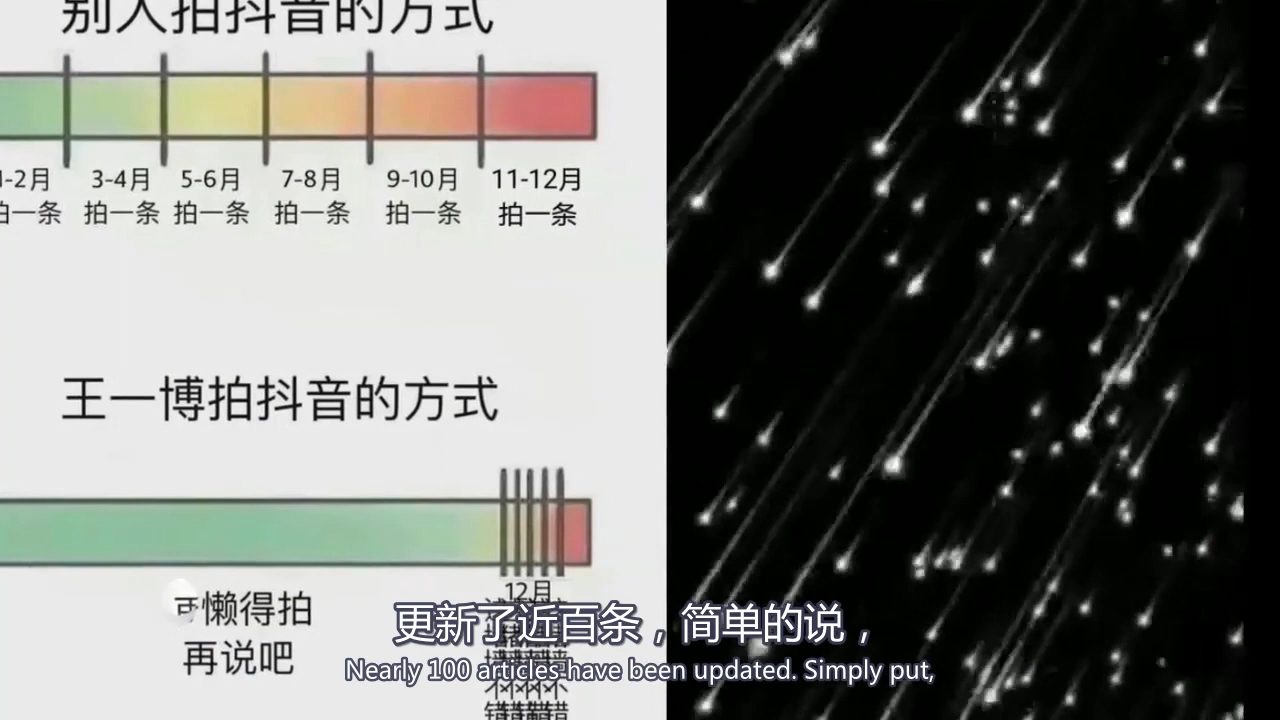 别人拍抖音的方式
1-2月 3-4月 5-6月 7-8月 9-10月 11-12月
拍一条 拍一条 拍一条 拍一条 拍一条 拍一条
王一博拍抖音的方式
12月
懒得拍
再说吧
更新了近百条，简单的说，
Nearly 100 articles have been updated. Simply put,